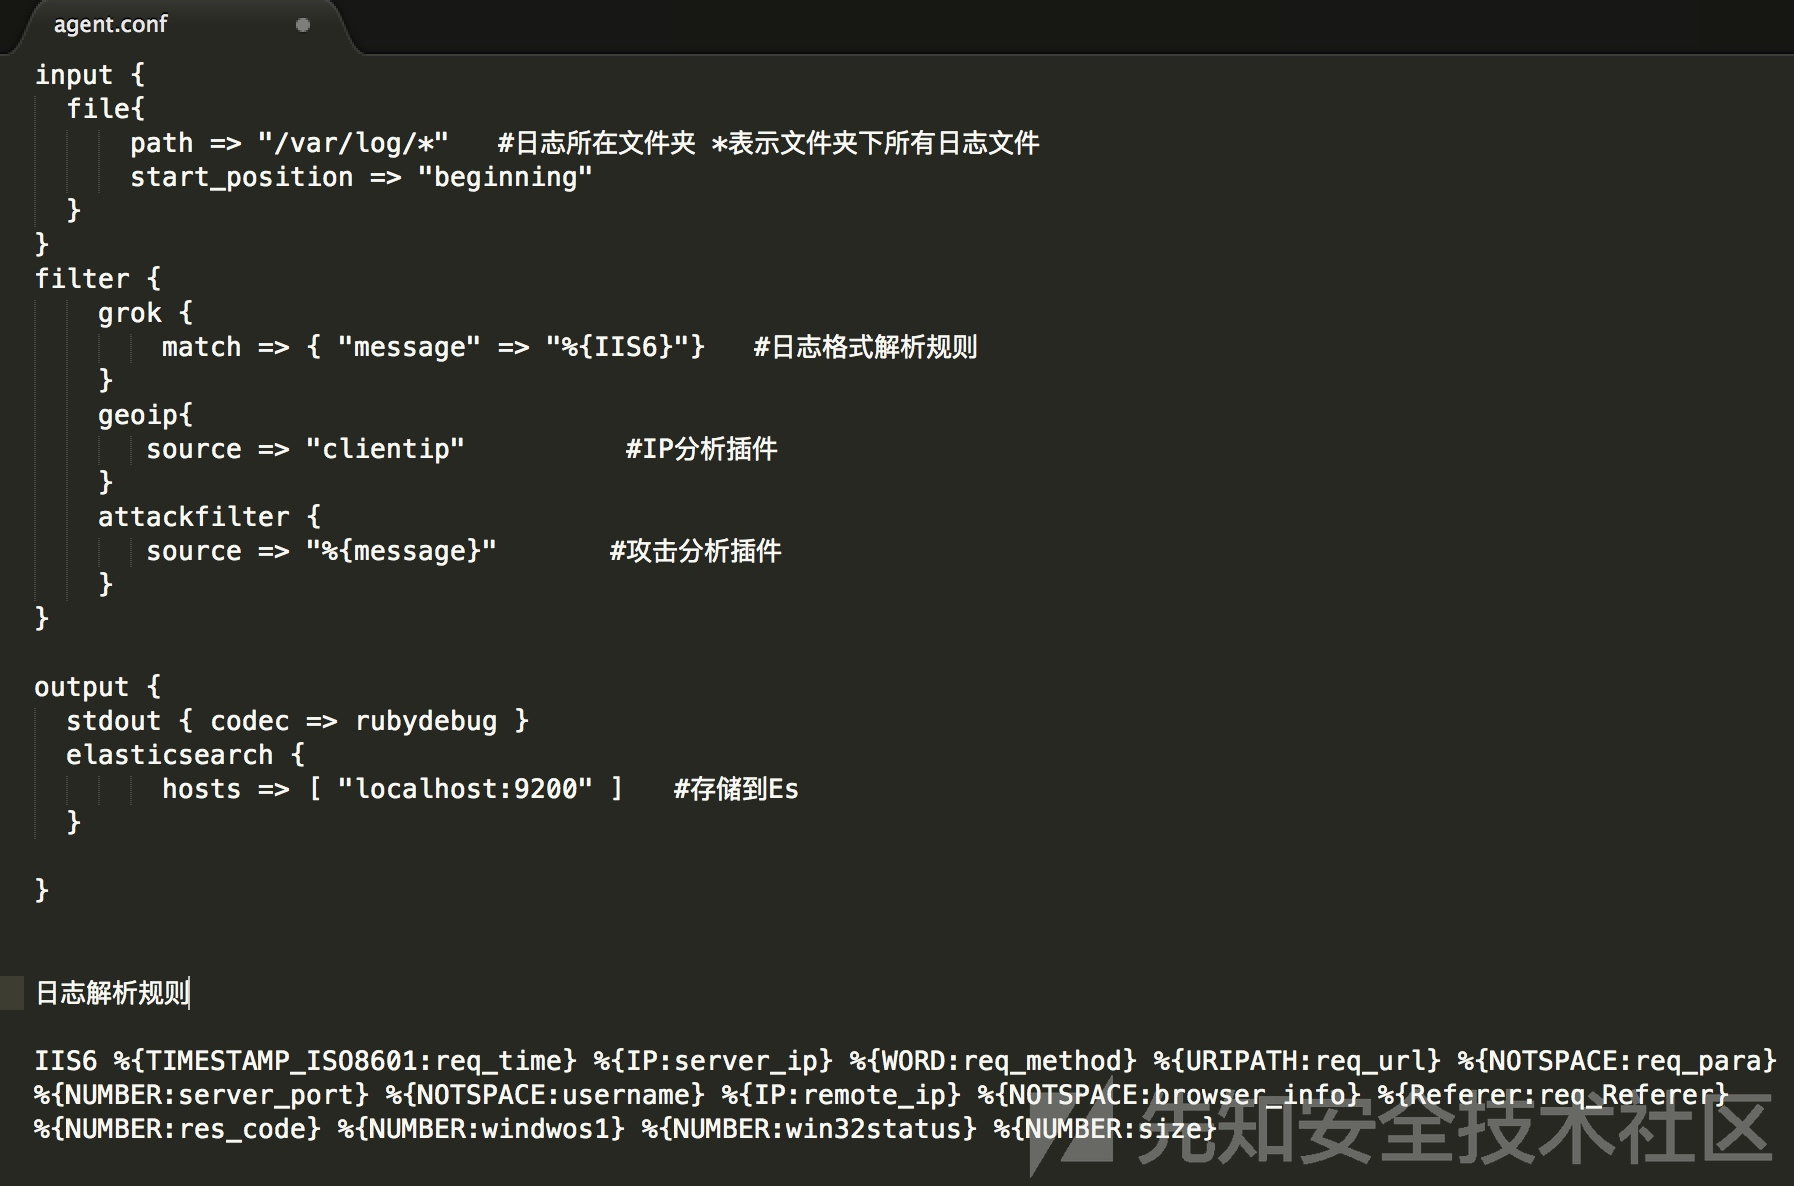 agent.conf
input {
  file{
      path => "/var/log/*"   #日志所在文件夹 *表示文件夹下所有日志文件
      start_position => "beginning"
  }
}
filter {
    grok {
        match => { "message" => "%{IIS6}"}   #日志格式解析规则
    }
    geoip{
       source => "clientip"          #IP分析插件
    }
    attackfilter {
       source => "%{message}"       #攻击分析插件
    }
}
output {
  stdout { codec => rubydebug }
  elasticsearch {
        hosts => [ "localhost:9200" ]   #存储到Es
  }
}
日志解析规则
IIS6 %{TIMESTAMP_ISO8601:req_time} %{IP:server_ip} %{WORD:req_method} %{URIPATH:req_url} %{NOTSPACE:req_para}
%{NUMBER:server_port} %{NOTSPACE:username} %{IP:remote_ip} %{NOTSPACE:browser_info} %{Referer:req_Referer}
%{NUMBER:res_code} %{NUMBER:windwos1} %{NUMBER:win32status} %{NUMBER:size}
先知安全技术社区